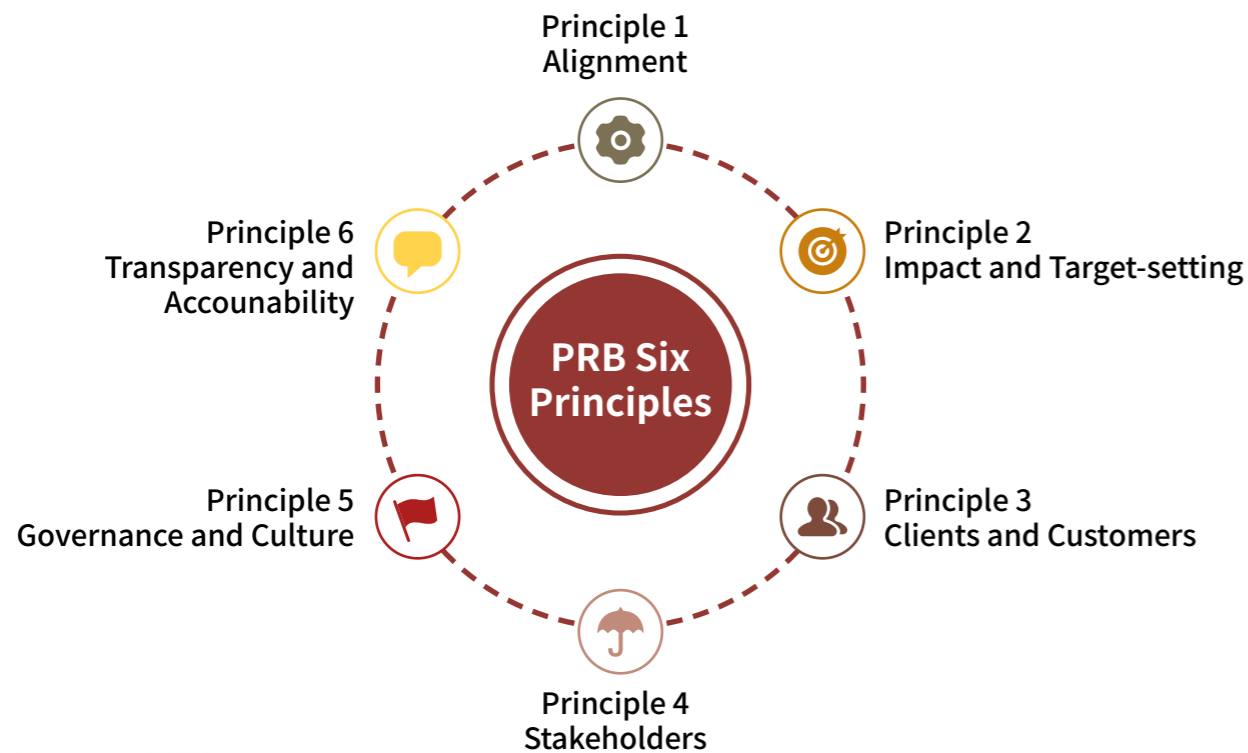 Principle 1
Alignment
Principle 2
Impact and Target-setting
Principle 3
Clients and Customers
Principle 4
Stakeholders
Principle 5
Governance and Culture
Principle 6
Transparency and
Accounability
PRB Six
Principles